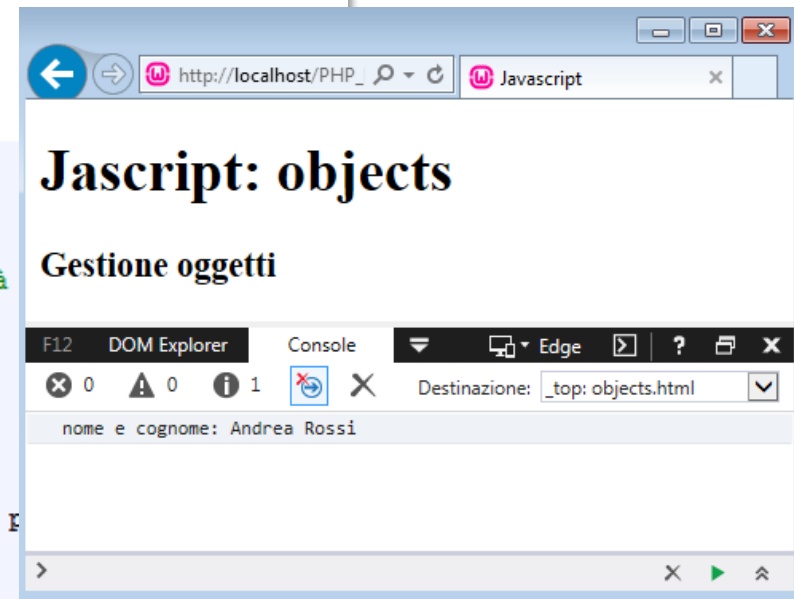 http://localhost/PHP_
Javascript
Jascript: objects
Gestione oggetti
à
F12 DOM Explorer Console Edge ?
0 0 1 Destinazione: _top: objects.html
nome e cognome: Andrea Rossi
p
>